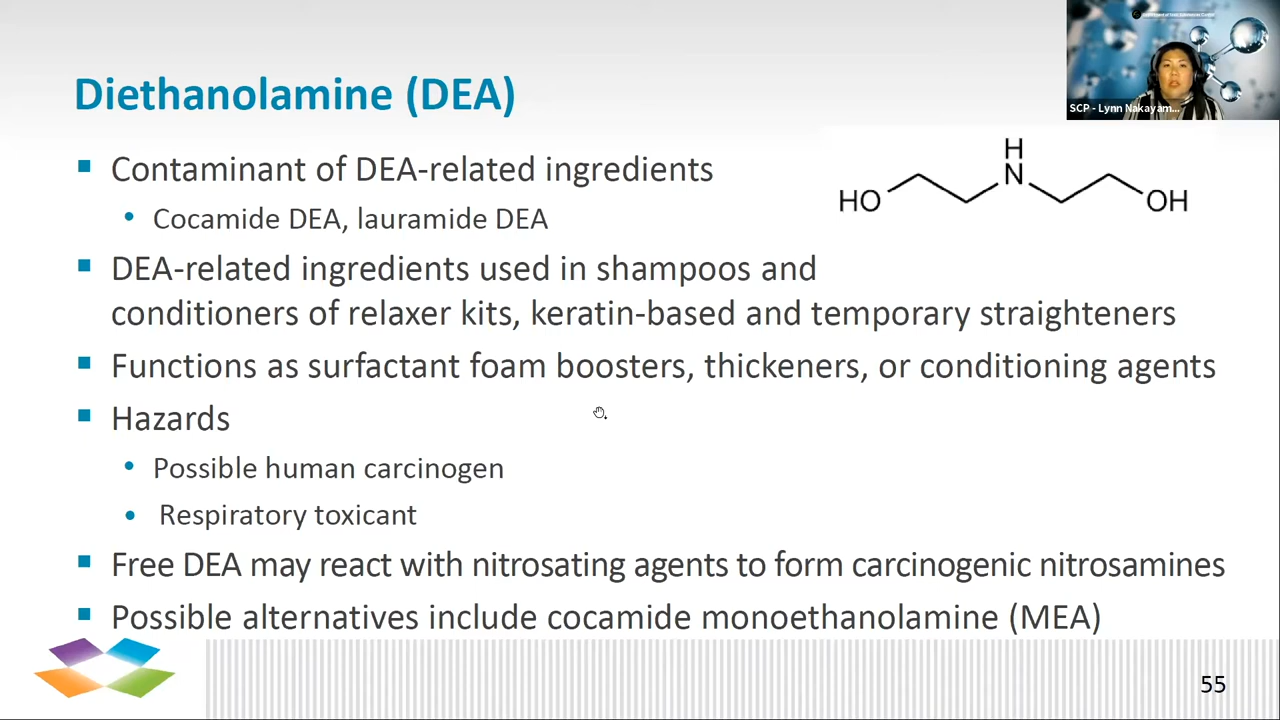 Diethanolamine (DEA)
SCP - Lynn Nakayam...
Contaminant of DEA-related ingredients
Cocamide DEA, lauramide DEA
H
N
HO
OH
DEA-related ingredients used in shampoos and
conditioners of relaxer kits, keratin-based and temporary straighteners
Functions as surfactant foam boosters, thickeners, or conditioning agents
Hazards
Possible human carcinogen
Respiratory toxicant
Free DEA may react with nitrosating agents to form carcinogenic nitrosamines
Possible alternatives include cocamide monoethanolamine (MEA)
55